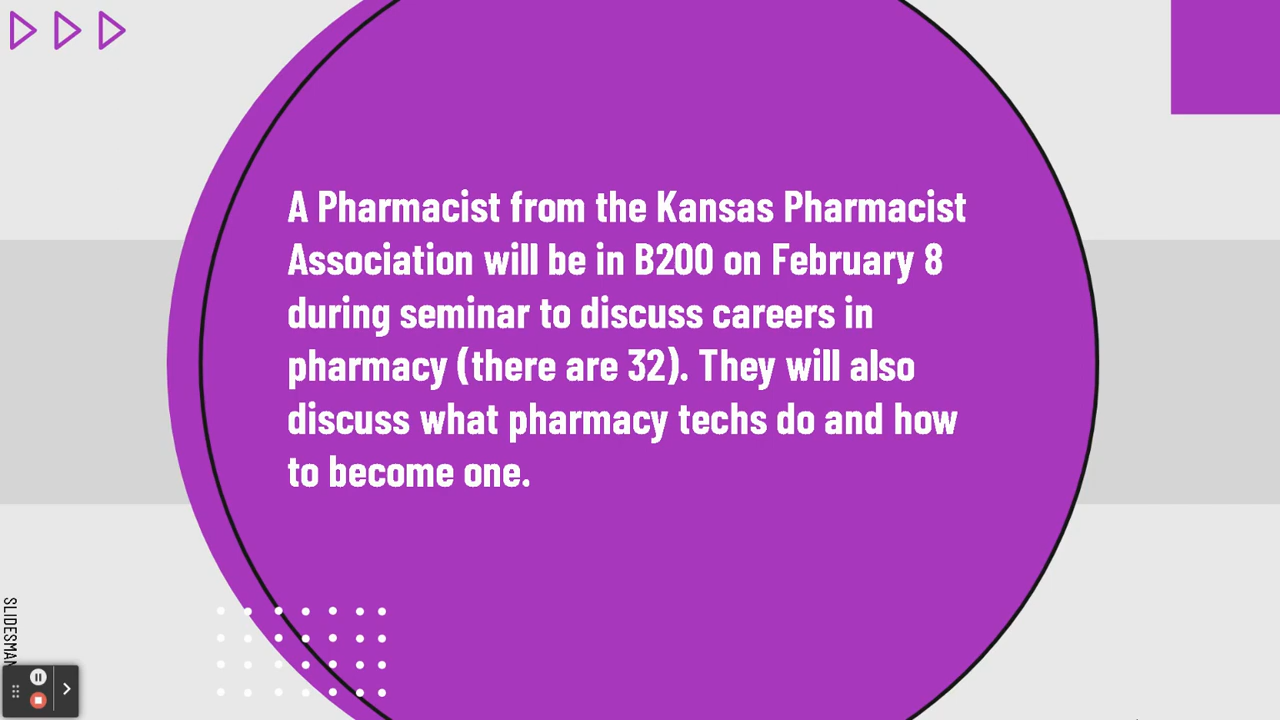 A Pharmacist from the Kansas Pharmacist
Association will be in B200 on February 8
during seminar to discuss careers in
pharmacy (there are 32). They will also
discuss what pharmacy techs do and how
to become one.
SLIDESMAN